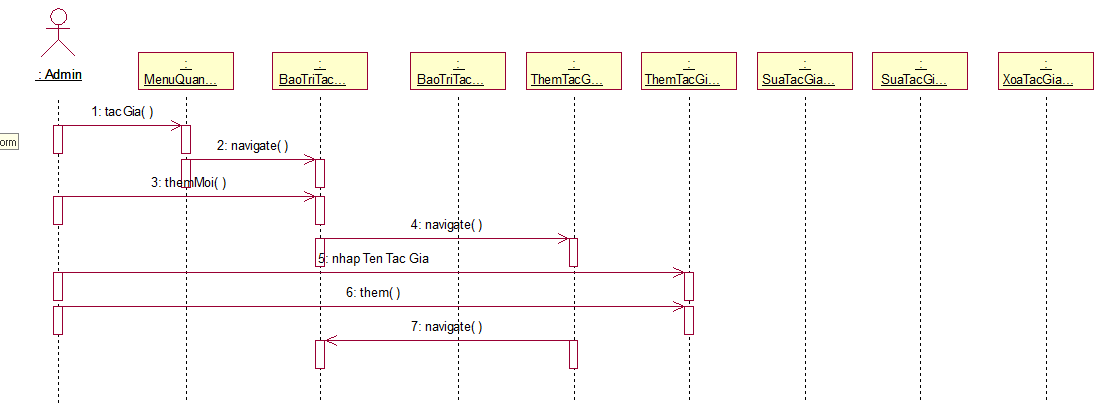 : Admin
:
MenuQuan...
:
BaoTriTac...
:
BaoTriTac...
:
ThemTacG...
:
ThemTacGi...
:
SuaTacGia...
:
SuaTacGi...
:
XoaTacGia...
1: tacGia( )
orm
2: navigate( )
3: themMoi( )
4: navigate( )
5: nhap Ten Tac Gia
6: them( )
7: navigate( )